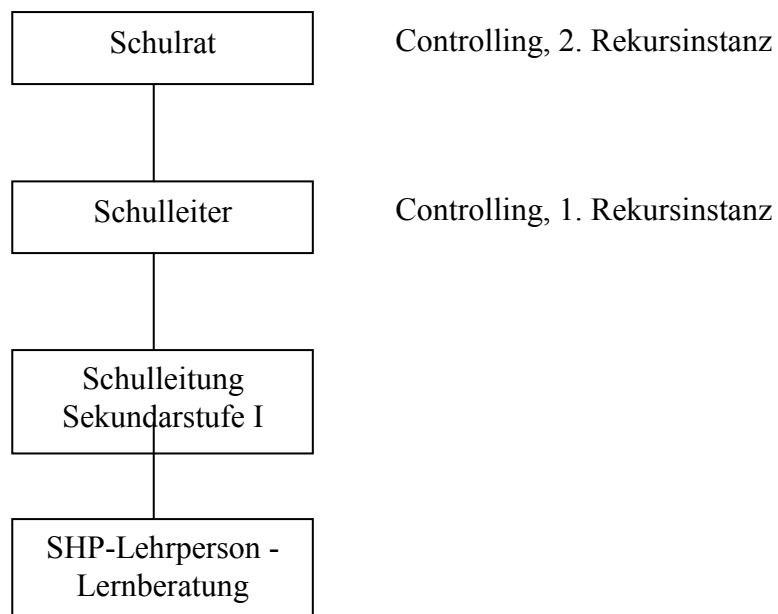 Schulrat
Controlling, 2. Rekursinstanz
Schulleiter
Controlling, 1. Rekursinstanz
Schulleitung
Sekundarstufe I
SHP-Lehrperson -
Lernberatung